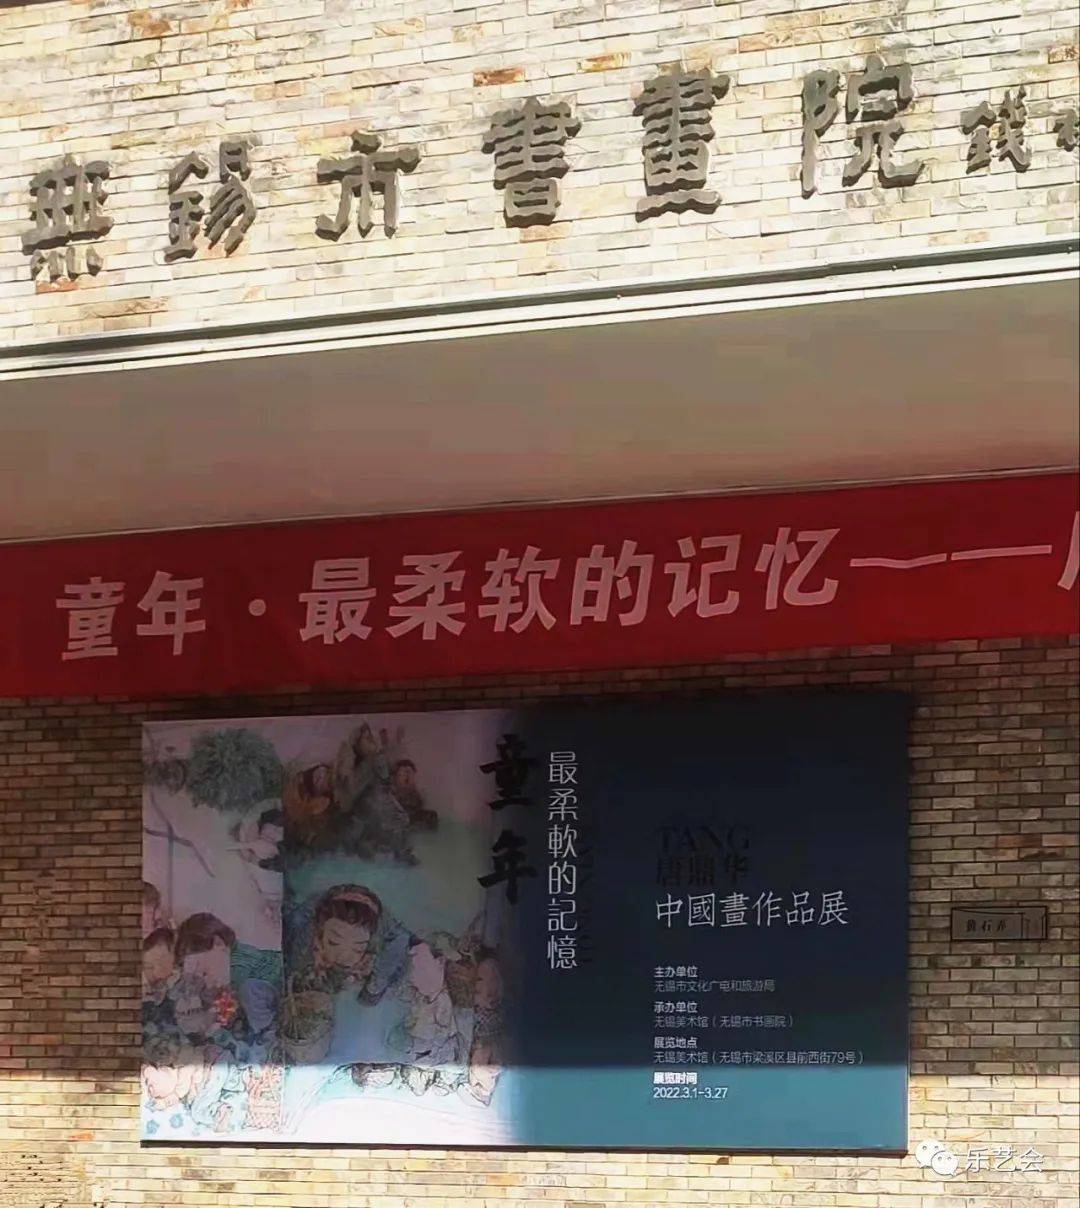 無錫市書畫院 錢
童年·最柔软的记忆——
童年
最柔軟的記憶
TANG
唐鼎华
中國畫作品展
主办单位
无锡市文化广电和旅游局
承办单位
无锡美术馆（无锡市书画院）
展览地点
无锡美术馆（无锡市梁溪区县前西街79号）
展览时间
2022.3.1-3.27
乐艺会